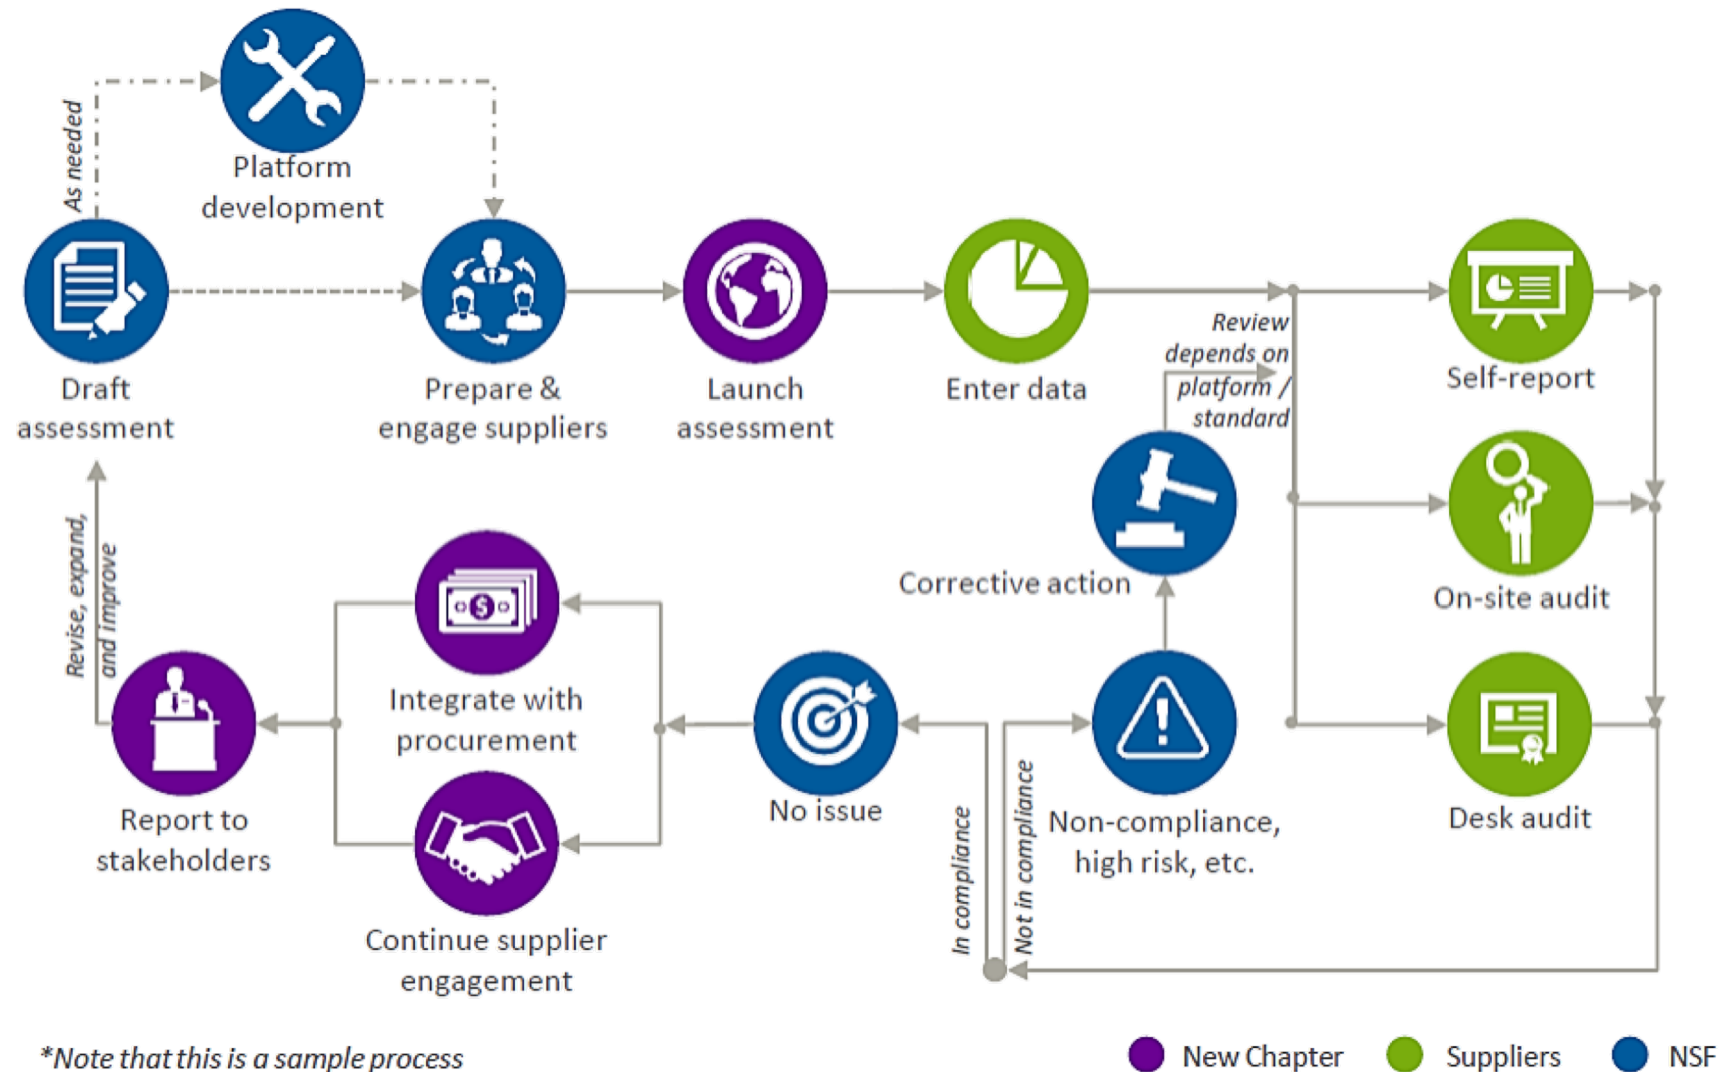 As needed
Platform
development
Draft
assessment
Prepare &
engage suppliers
Launch
assessment
Enter data
Review
depends on
platform /
standard
Self-report
On-site audit
Desk audit
Corrective action
Non-compliance,
high risk, etc.
Not in compliance
In compliance
No issue
Integrate with
procurement
Continue supplier
engagement
Report to
stakeholders
Revise, expand,
and improve
*Note that this is a sample process
New Chapter
Suppliers
NSF